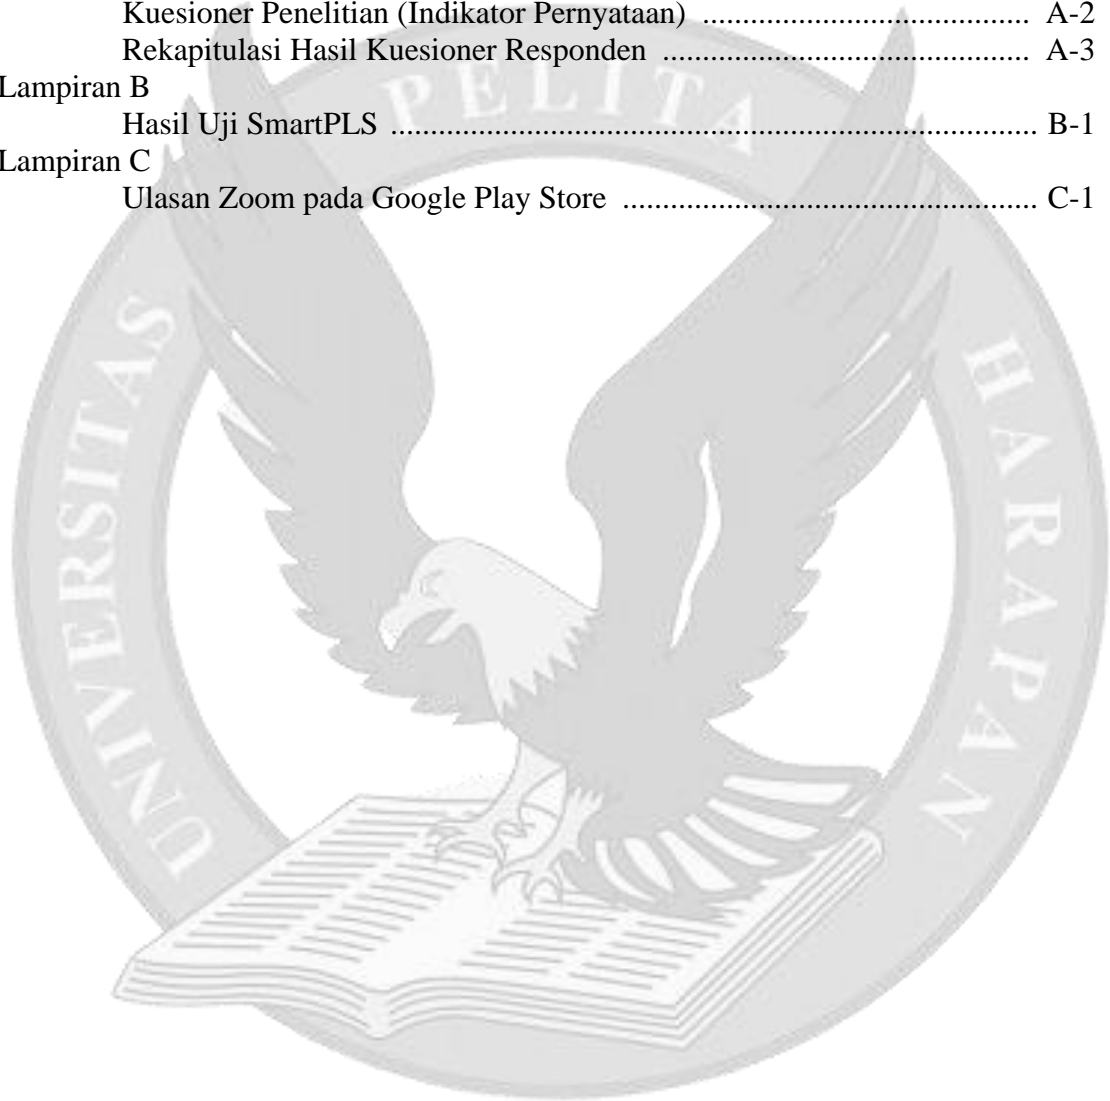 Kuesioner Penelitian (Indikator Pernyataan) ......................................... A-2
Rekapitulasi Hasil Kuesioner Responden .............................................. A-3
Lampiran B
Hasil Uji SmartPLS ................................................................................. B-1
Lampiran C
Ulasan Zoom pada Google Play Store .................................................... C-1
UNIVERSITAS PELITA HARAPAN